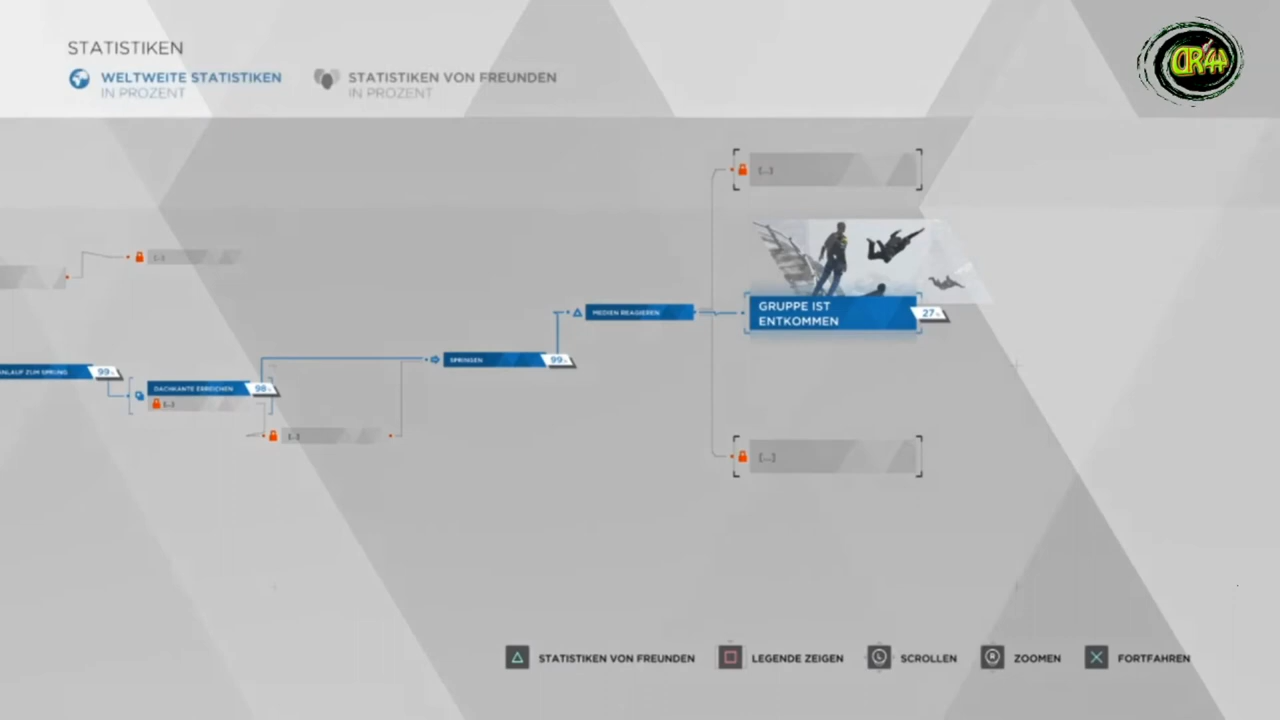 STATISTIKEN
WELTWEITE STATISTIKEN
IN PROZENT
STATISTIKEN VON FREUNDEN
IN PROZENT
[...]
[...]
GRUPPE IST
ENTKOMMEN
27%
MEDIEN REAGIEREN
SPRINGEN
99%
ANLAUF ZUM SPRUNG
99%
DACHKANTE ERREICHEN
98%
[...]
[...]
[...]
STATISTIKEN VON FREUNDEN
LEGENDE ZEIGEN
SCROLLEN
R
ZOOMEN
FORTFAHREN